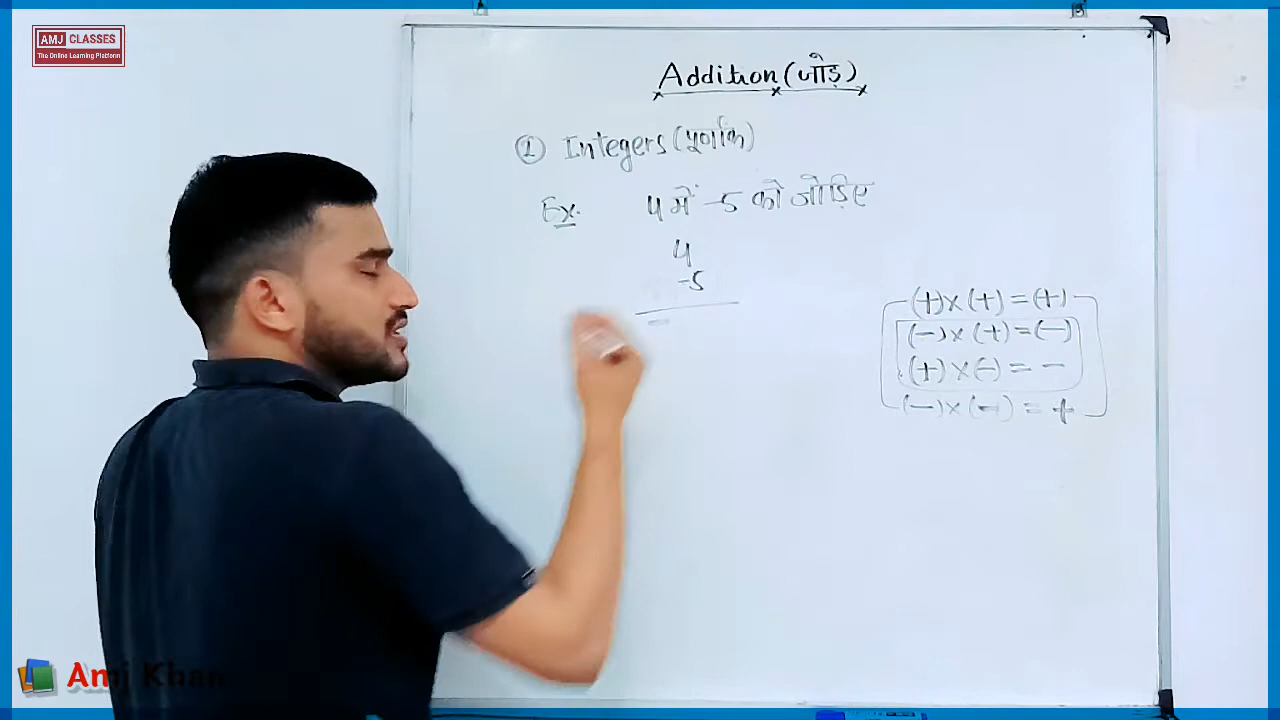 AMJ CLASSES
The Online Learning Platform
Addition (जोड़)
① Integers (पूर्णांक)
Ex. 4 में -5 को जोड़िए
4
-5
(+)×(+)=(+)
(-)×(+)=(-)
(+)×(-)=-
(-)×(-)=+
Amj Khan